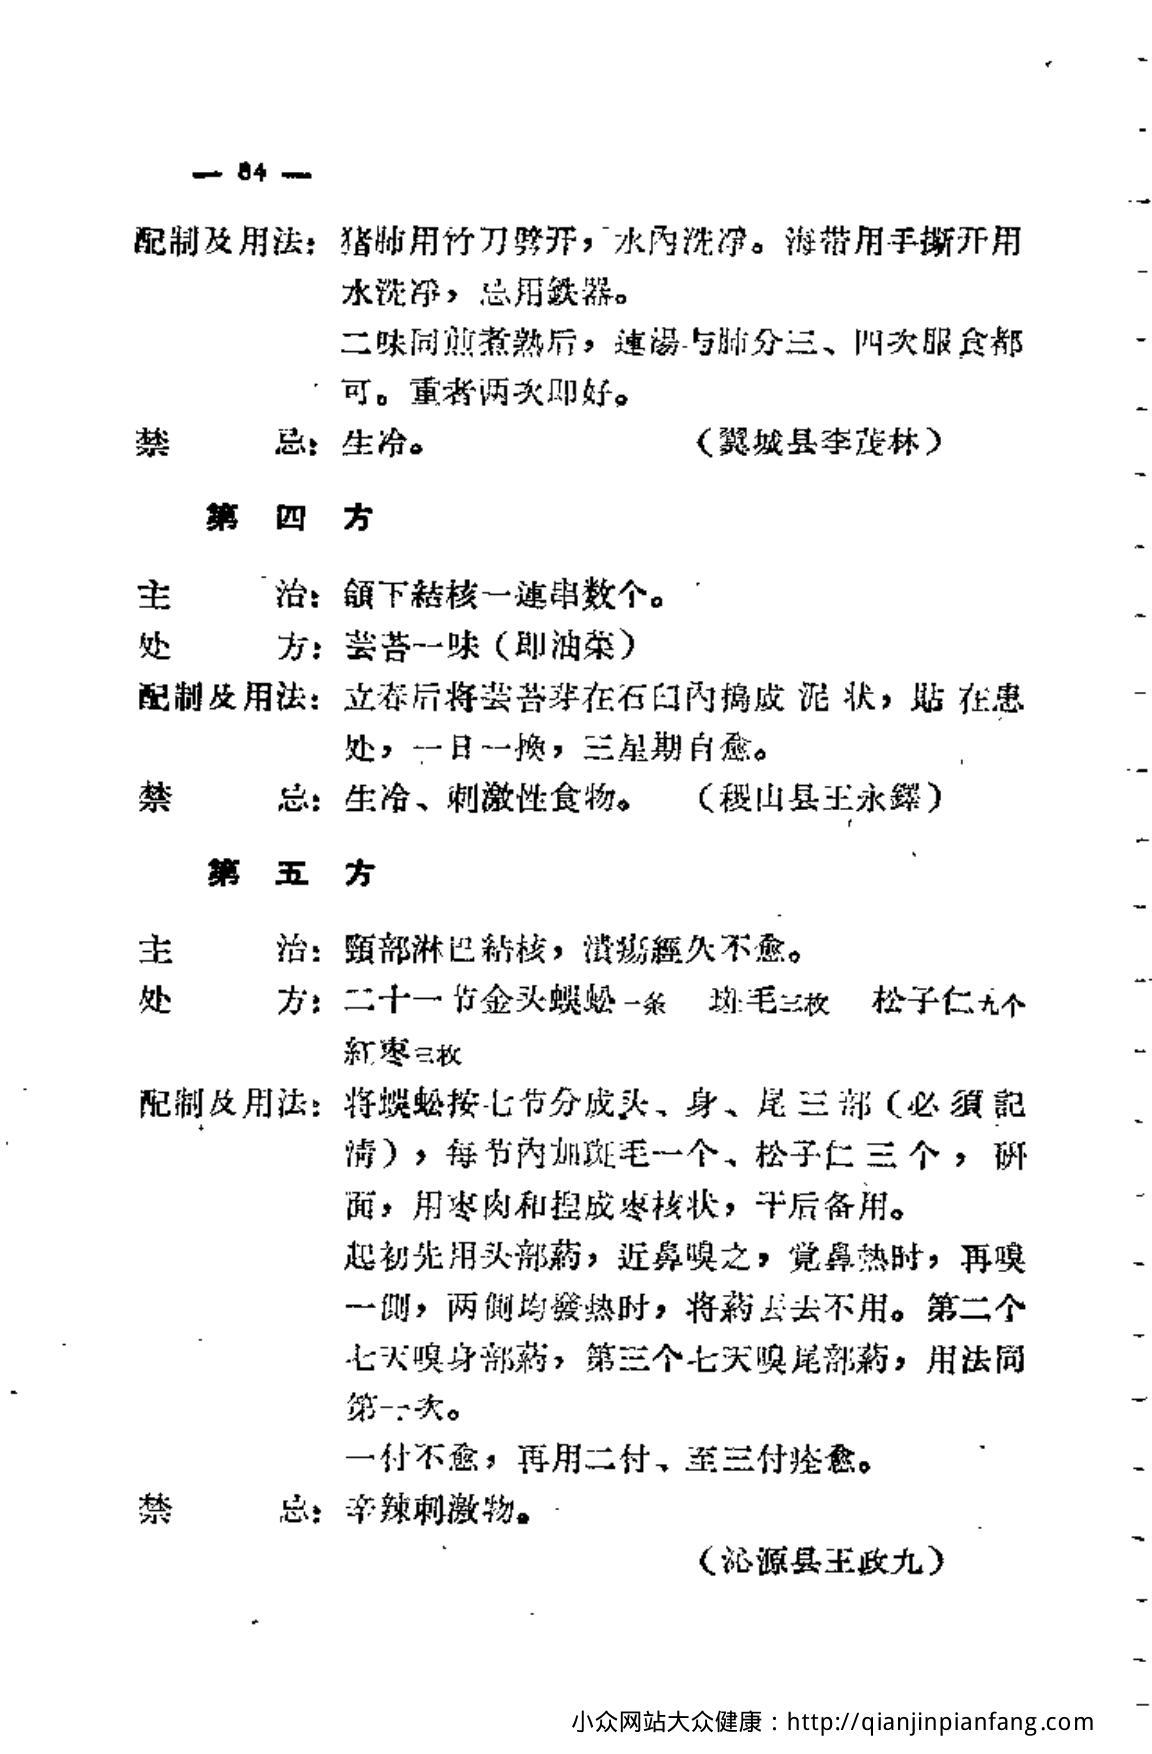 — 84 —
配制及用法：猪肺用竹刀劈开，水内洗净。海带用手撕开用
水洗净，忌用鉄器。
二味同煎煮熟后，連湯与肺分三、四次服食都
可。重者两次即好。
禁　　忌：生冷。　（翼城县李茂林）
第四方
主　　治：頷下結核一連串数个。
处　　方：芸苔一味（即油菜）
配制及用法：立春后将芸苔芽在石臼内搗成泥状，貼在患
处，一日一換，三星期自愈。
禁　　忌：生冷、刺激性食物。　（稷山县王永鐸）
第五方
主　　治：頸部淋巴結核，潰瘍經久不愈。
处　　方：二十一节金头蜈蚣一条　斑毛三枚　松子仁九个
紅枣三枚
配制及用法：将蜈蚣按七节分成头、身、尾三部（必須記
清），每节内加斑毛一个、松子仁三个，研
面，用枣肉和捏成枣核状，干后备用。
起初先用头部葯，近鼻嗅之，覚鼻热时，再嗅
一側，两側均發热时，将葯丢去不用。第二个
七天嗅身部葯，第三个七天嗅尾部葯，用法同
第一次。
一付不愈，再用二付、至三付痊愈。
禁　　忌：辛辣刺激物。
（沁源县王政九）
小众网站大众健康：http://qianjinpianfang.com